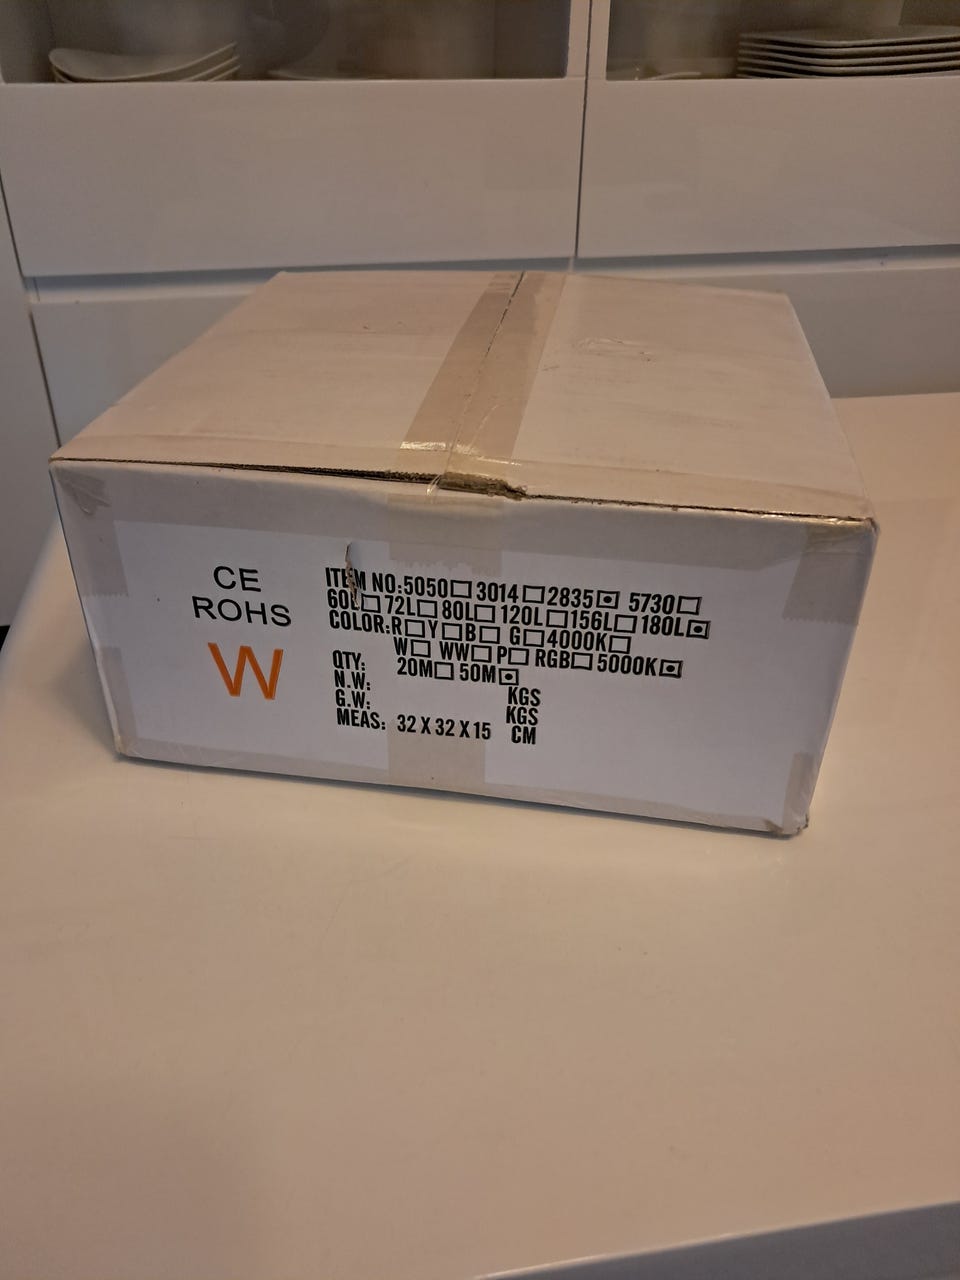 CE
ROHS
W
ITEM NO:5050☐ 3014☐ 2835☑ 5730☐
60L☐ 72L☐ 80L☐ 120L☐ 156L☐ 180L☑
COLOR:R☐ Y☐ B☐ G☐ 4000K☐
W☐ WW☐ P☐ RGB☐ 5000K☑
QTY: 20M☐ 50M☑
N.W: KGS
G.W: KGS
MEAS: 32 X 32 X 15 CM